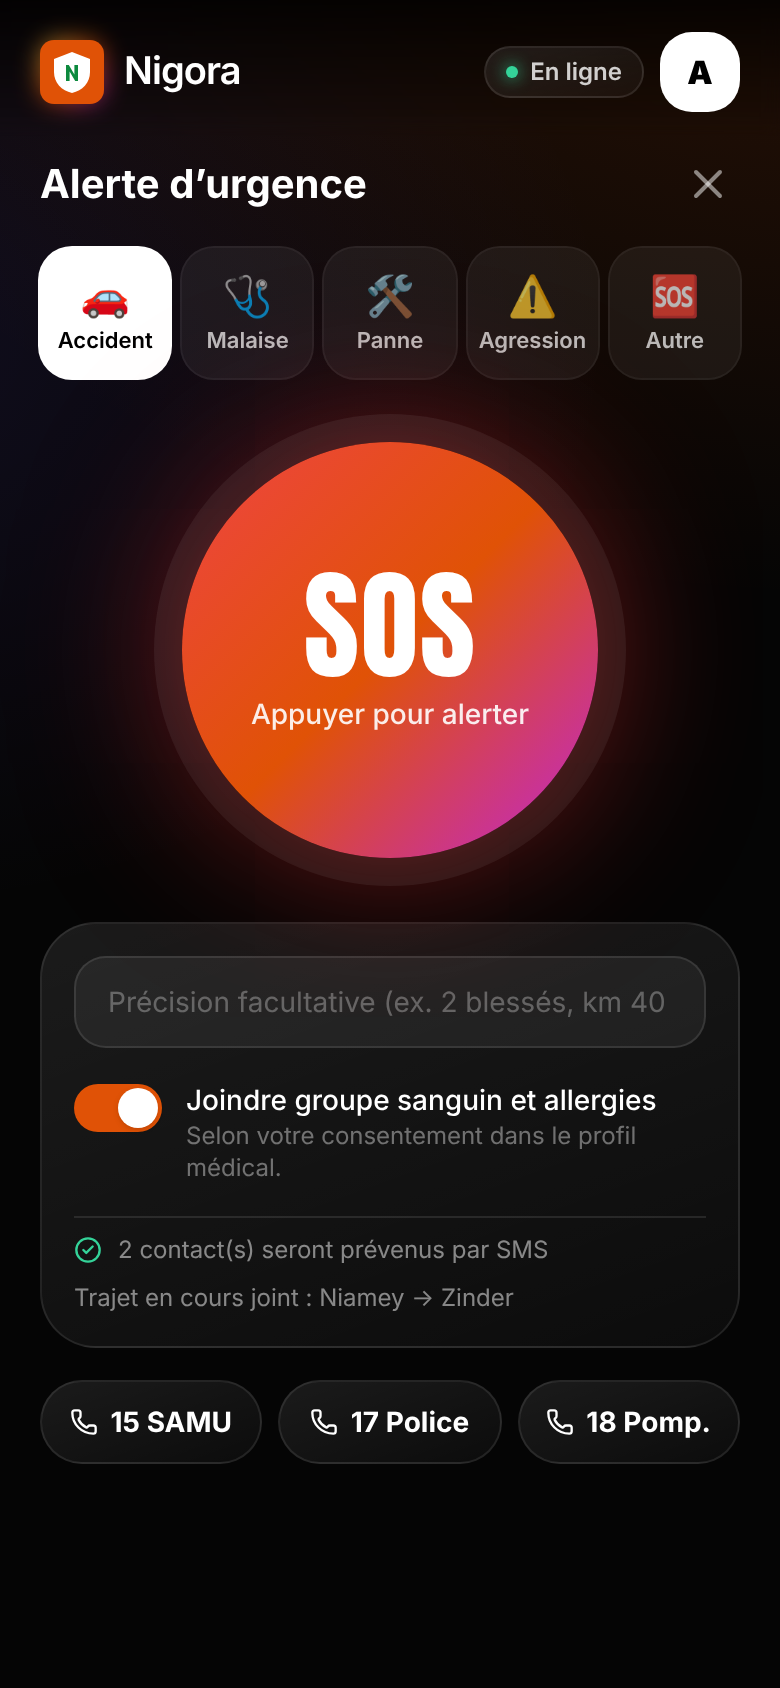 N
Nigora
En ligne
A
Alerte d’urgence
Accident
Malaise
Panne
Agression
SOS
Autre
SOS
Appuyer pour alerter
Précision facultative (ex. 2 blessés, km 40
Joindre groupe sanguin et allergies
Selon votre consentement dans le profil
médical.
2 contact(s) seront prévenus par SMS
Trajet en cours joint : Niamey → Zinder
15 SAMU
17 Police
18 Pomp.